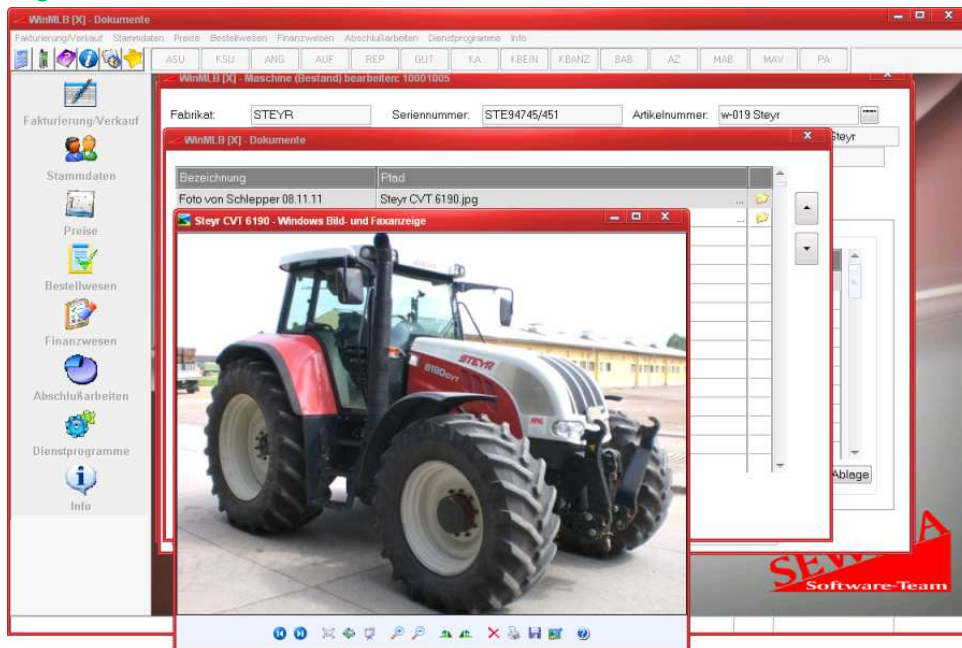 WinMLB [X] - Dokumente
Fakturierung/Verkauf Stammdaten Preise Bestellwesen Finanzwesen Abschlußarbeiten Dienstprogramme Info
ASU KSU ANG AUF REP GUT KA KBEIN KBANZ BAB AZ MAB MAV PA
WinMLB [X] - Maschine (Bestand) bearbeiten: 10001005
Fakturierung/Verkauf
Stammdaten
Preise
Bestellwesen
Finanzwesen
Abschlußarbeiten
Dienstprogramme
Info
Fabrikat: STEYR Seriennummer: STE94745/451 Artikelnummer: w-019 Steyr
Steyr
WinMLB [X] - Dokumente
Bezeichnung Pfad
Foto von Schlepper 08.11.11 Steyr CVT 6190.jpg ...
...
Steyr CVT 6190 - Windows Bild- und Faxanzeige
STEYR
6190 CVT
Ablage
Software-Team